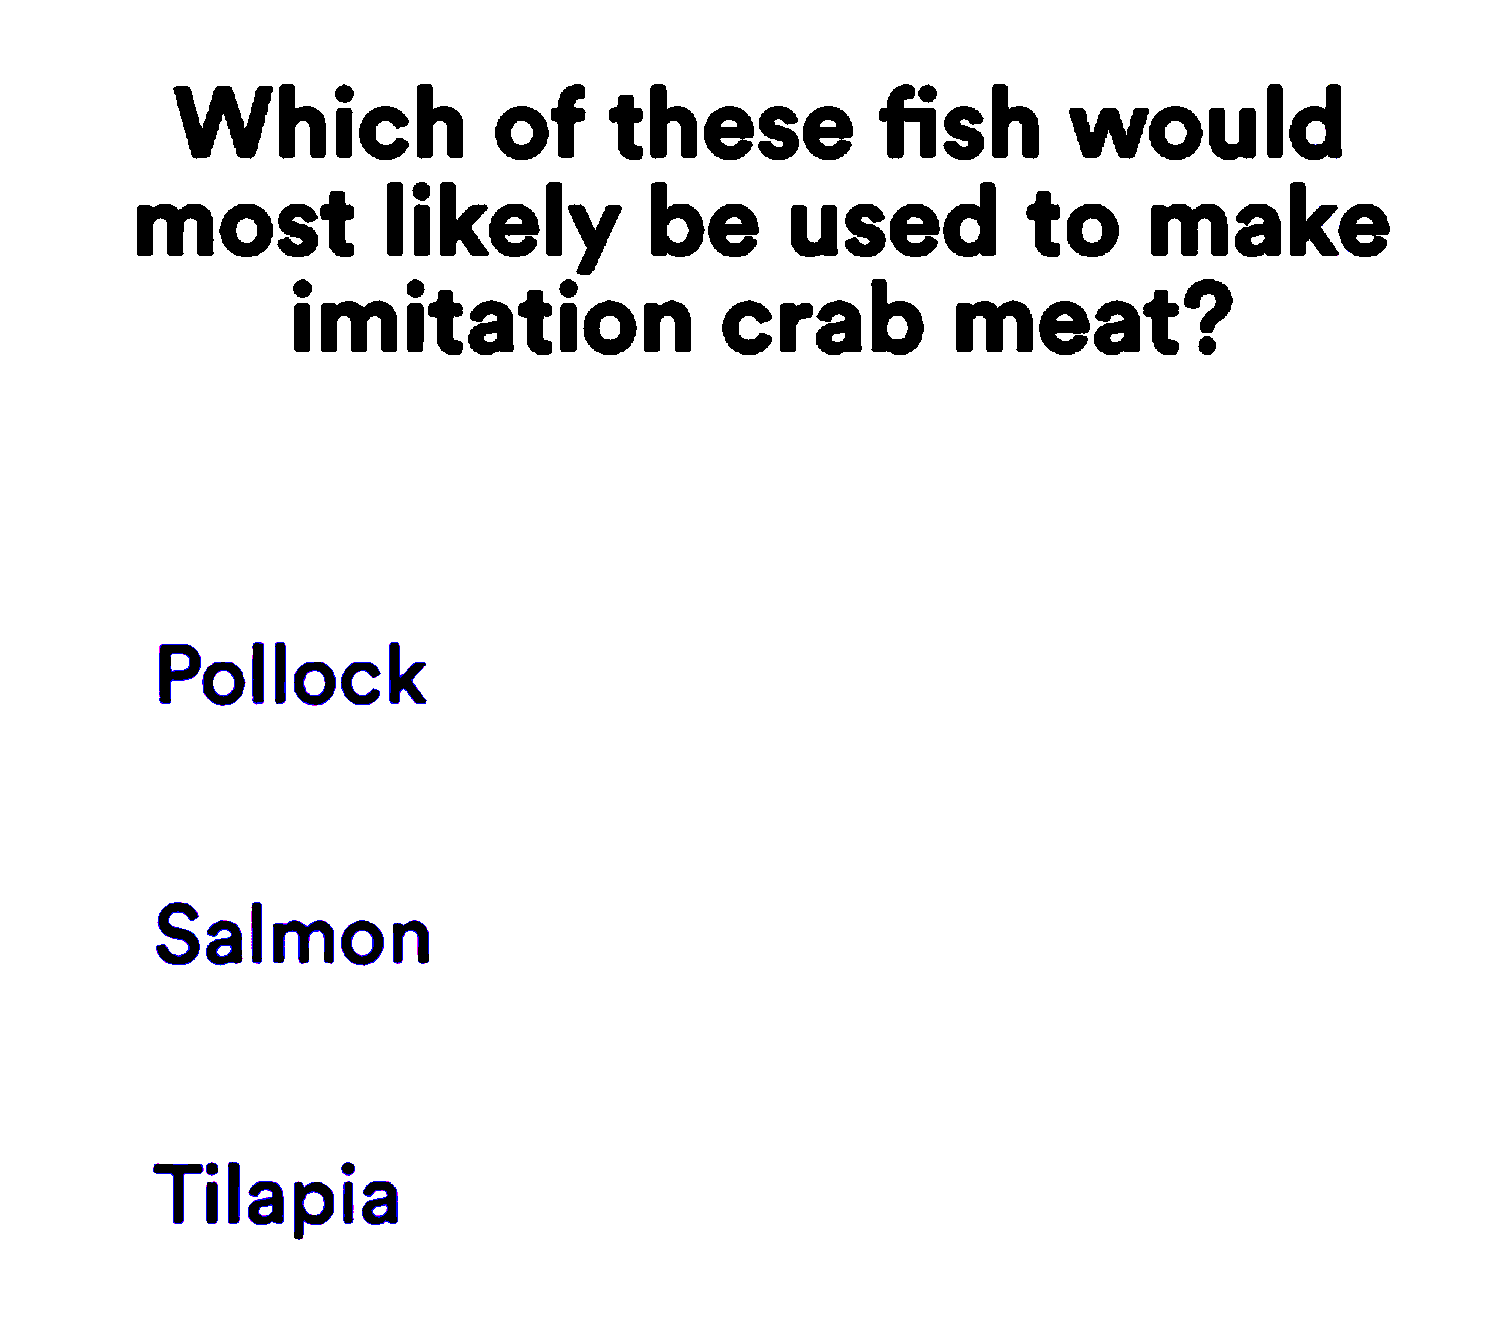 Which of these fish would
most likely be used to make
imitation crab meat?
Pollock
Salmon
Tilapia